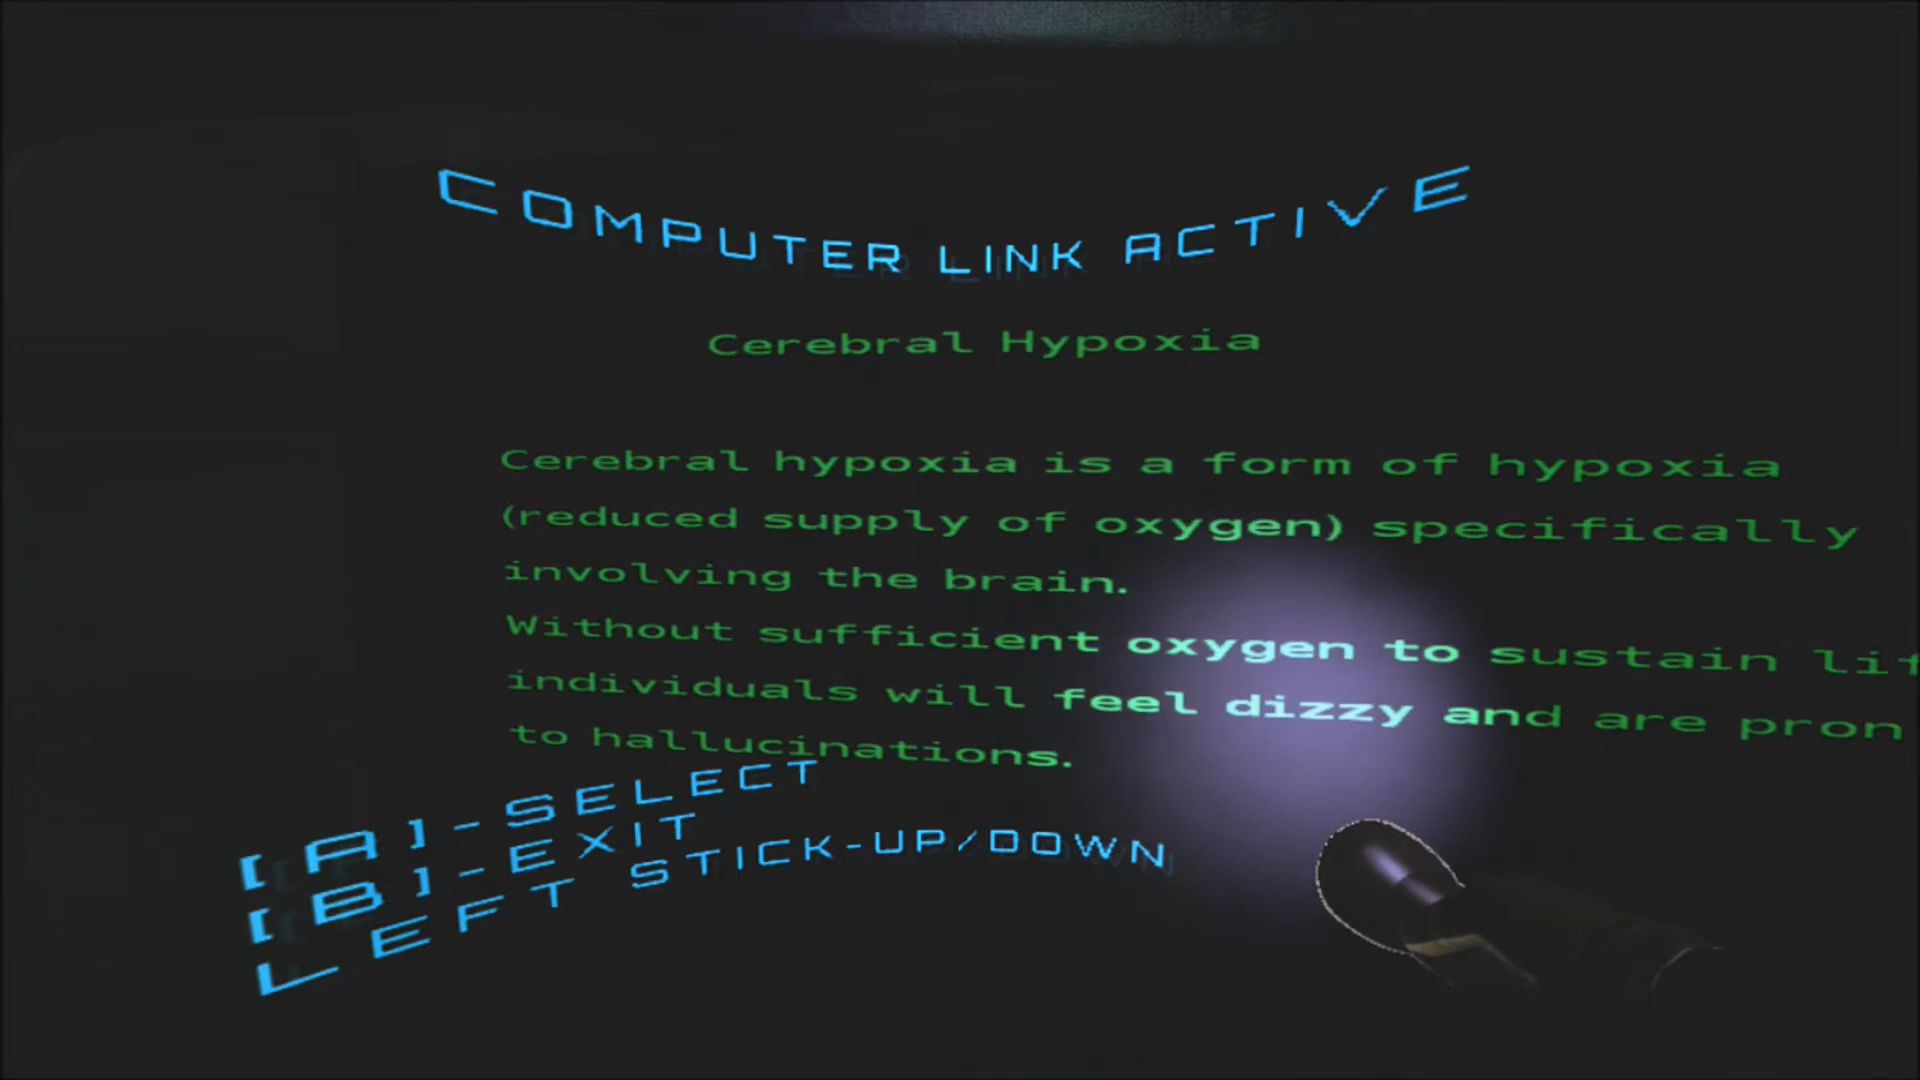 COMPUTER LINK ACTIVE
Cerebral Hypoxia
Cerebral hypoxia is a form of hypoxia
(reduced supply of oxygen) specifically
involving the brain.
Without sufficient oxygen to sustain lif
individuals will feel dizzy and are pron
to hallucinations.
[A]-SELECT
[B]-EXIT
LEFT STICK-UP/DOWN